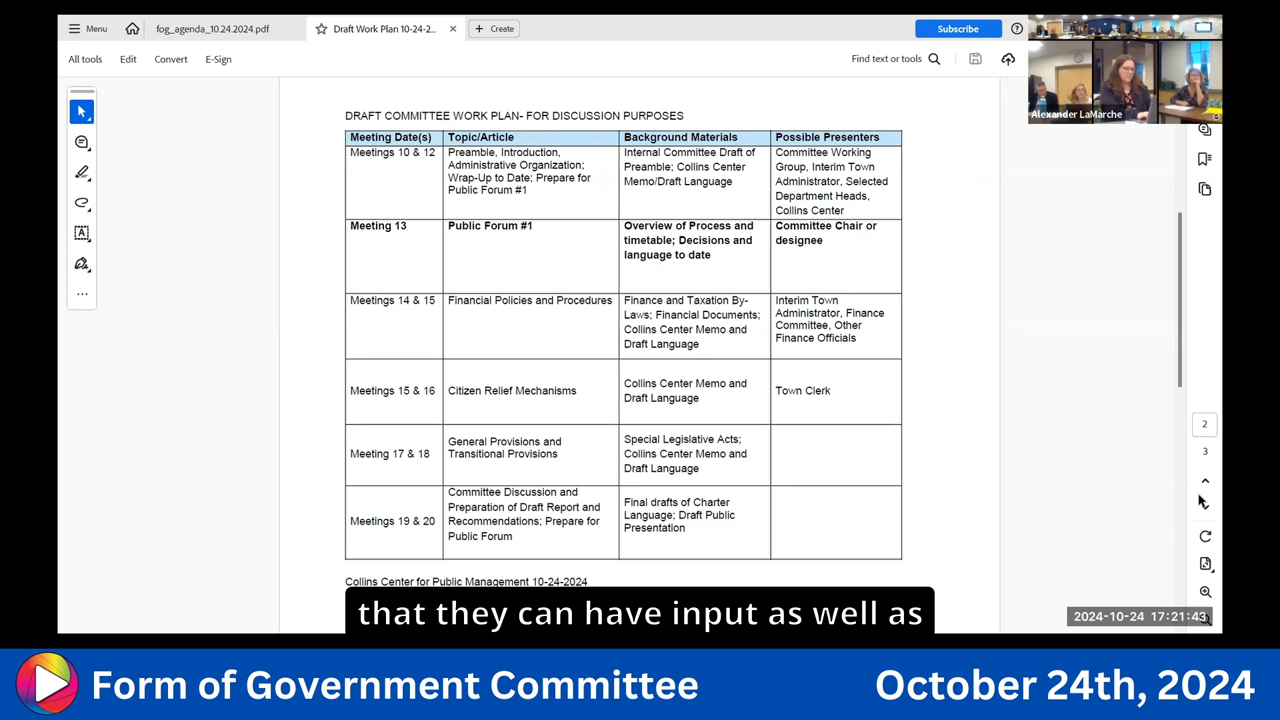 Menu
fog_agenda_10.24.2024.pdf
Draft Work Plan 10-24-2...
Create
Subscribe
All tools
Edit
Convert
E-Sign
Find text or tools
Alexander LaMarche
DRAFT COMMITTEE WORK PLAN- FOR DISCUSSION PURPOSES
Meeting Date(s)
Topic/Article
Background Materials
Possible Presenters
Meetings 10 & 12
Preamble, Introduction,
Administrative Organization;
Wrap-Up to Date; Prepare for
Public Forum #1
Internal Committee Draft of
Preamble; Collins Center
Memo/Draft Language
Committee Working
Group, Interim Town
Administrator, Selected
Department Heads,
Collins Center
Meeting 13
Public Forum #1
Overview of Process and
timetable; Decisions and
language to date
Committee Chair or
designee
Meetings 14 & 15
Financial Policies and Procedures
Finance and Taxation By-
Laws; Financial Documents;
Collins Center Memo and
Draft Language
Interim Town
Administrator, Finance
Committee, Other
Finance Officials
Meetings 15 & 16
Citizen Relief Mechanisms
Collins Center Memo and
Draft Language
Town Clerk
Meeting 17 & 18
General Provisions and
Transitional Provisions
Special Legislative Acts;
Collins Center Memo and
Draft Language
Meetings 19 & 20
Committee Discussion and
Preparation of Draft Report and
Recommendations; Prepare for
Public Forum
Final drafts of Charter
Language; Draft Public
Presentation
Collins Center for Public Management 10-24-2024
2
3
that they can have input as well as
2024-10-24 17:21:43
Form of Government Committee
October 24th, 2024